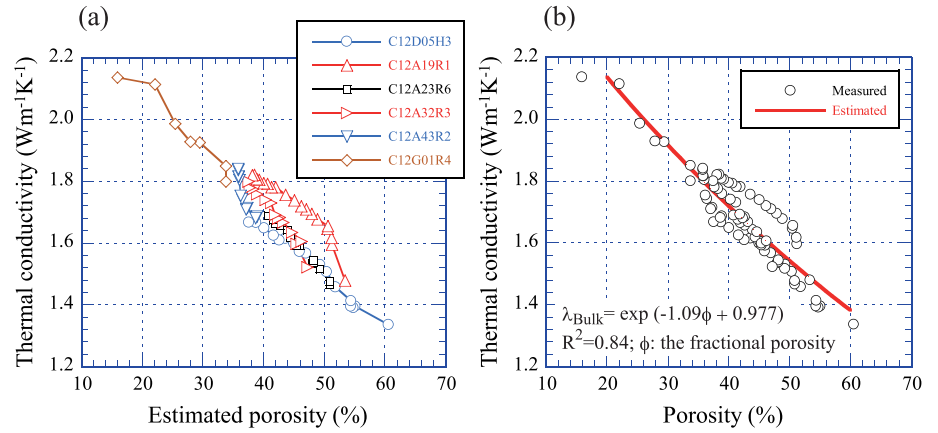 (a)
C12D05H3
C12A19R1
C12A23R6
C12A32R3
C12A43R2
C12G01R4
Thermal conductivity (Wm⁻¹K⁻¹)
2.2
2.0
1.8
1.6
1.4
1.2
10 20 30 40 50 60 70
Estimated porosity (%)
(b)
Measured
Estimated
Thermal conductivity (Wm⁻¹K⁻¹)
2.2
2.0
1.8
1.6
1.4
1.2
λBulk= exp (-1.09ϕ + 0.977)
R²=0.84; ϕ: the fractional porosity
10 20 30 40 50 60 70
Porosity (%)